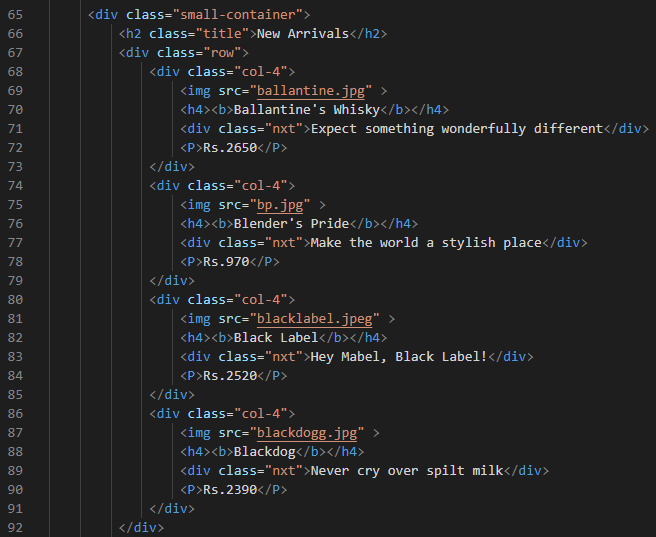 65 <div class="small-container">
66 <h2 class="title">New Arrivals</h2>
67 <div class="row">
68 <div class="col-4">
69 <img src="ballantine.jpg" >
70 <h4><b>Ballantine's Whisky</b></h4>
71 <div class="nxt">Expect something wonderfully different</div>
72 <P>Rs.2650</P>
73 </div>
74 <div class="col-4">
75 <img src="bp.jpg" >
76 <h4><b>Blender's Pride</b></h4>
77 <div class="nxt">Make the world a stylish place</div>
78 <P>Rs.970</P>
79 </div>
80 <div class="col-4">
81 <img src="blacklabel.jpeg" >
82 <h4><b>Black Label</b></h4>
83 <div class="nxt">Hey Mabel, Black Label!</div>
84 <P>Rs.2520</P>
85 </div>
86 <div class="col-4">
87 <img src="blackdogg.jpg" >
88 <h4><b>Blackdog</b></h4>
89 <div class="nxt">Never cry over spilt milk</div>
90 <P>Rs.2390</P>
91 </div>
92 </div>